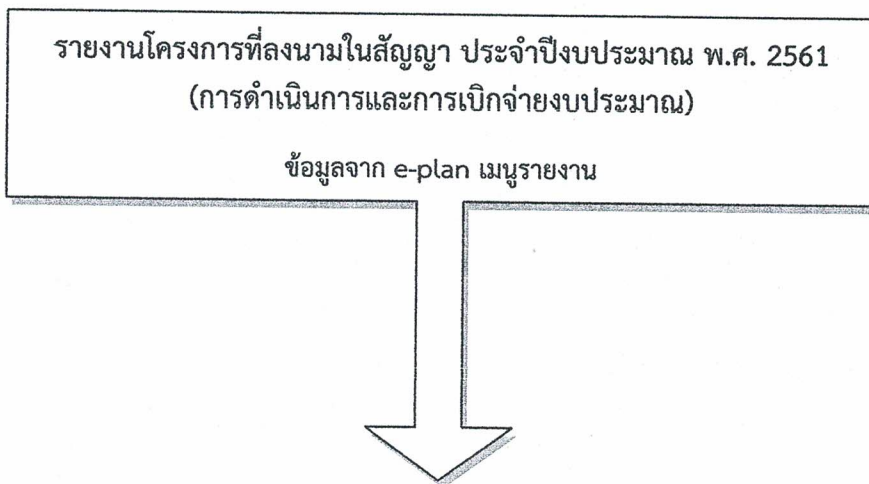 รายงานโครงการที่ลงนามในสัญญา ประจำปีงบประมาณ พ.ศ. 2561
(การดำเนินการและการเบิกจ่ายงบประมาณ)
ข้อมูลจาก e-plan เมนูรายงาน